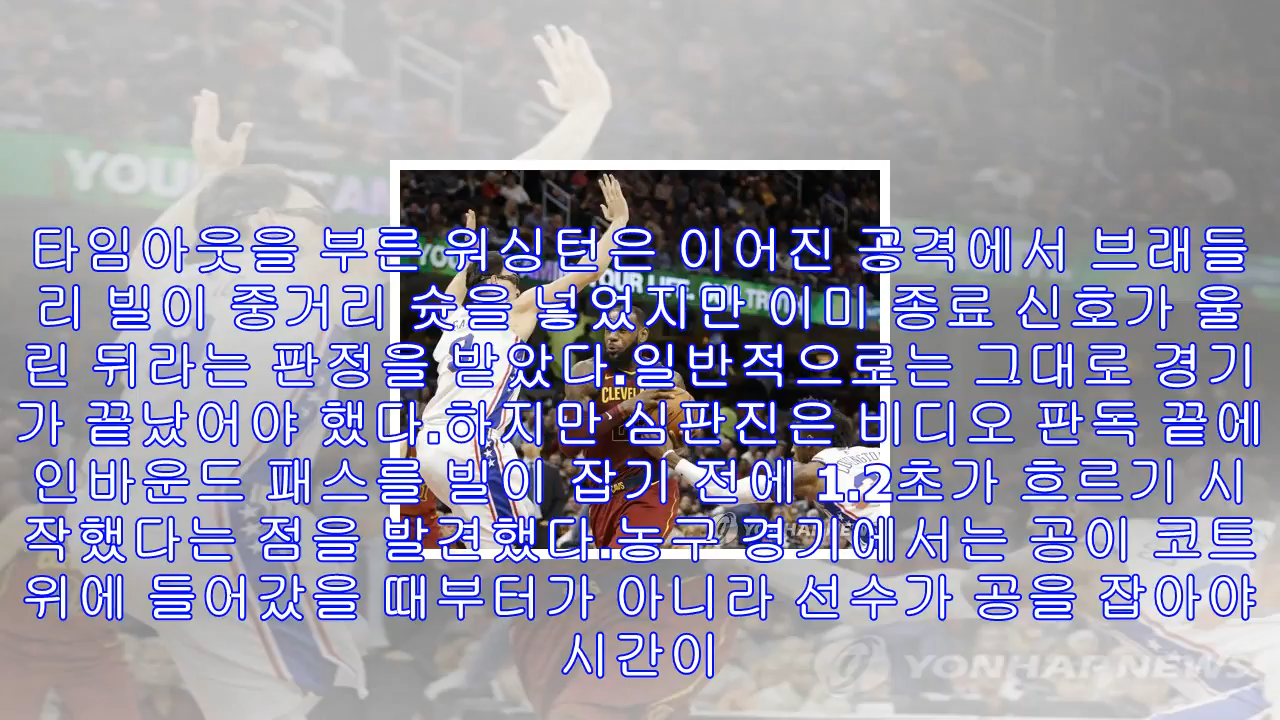 타임아웃을 부른 워싱턴은 이어진 공격에서 브래들
리 빌이 중거리 슛을 넣었지만 이미 종료 신호가 울
린 뒤라는 판정을 받았다.일반적으로는 그대로 경기
가 끝났어야 했다.하지만 심판진은 비디오 판독 끝에
인바운드 패스를 빌이 잡기 전에 1.2초가 흐르기 시
작했다는 점을 발견했다.농구 경기에서는 공이 코트
위에 들어갔을 때부터가 아니라 선수가 공을 잡아야
시간이
YONHAP NEWS